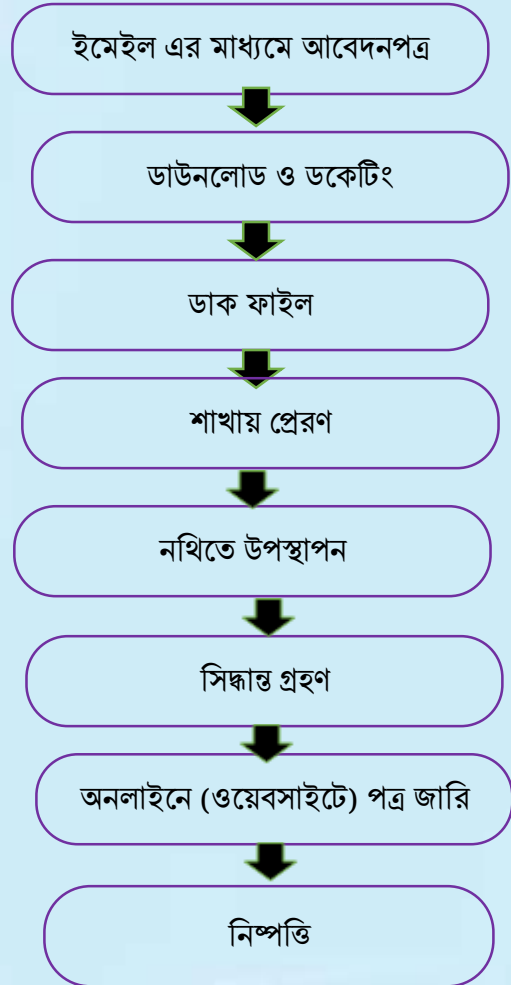 ইমেইল এর মাধ্যমে আবেদনপত্র
ডাউনলোড ও ডকেটিং
ডাক ফাইল
শাখায় প্রেরণ
নথিতে উপস্থাপন
সিদ্ধান্ত গ্রহণ
অনলাইনে (ওয়েবসাইটে) পত্র জারি
নিষ্পত্তি